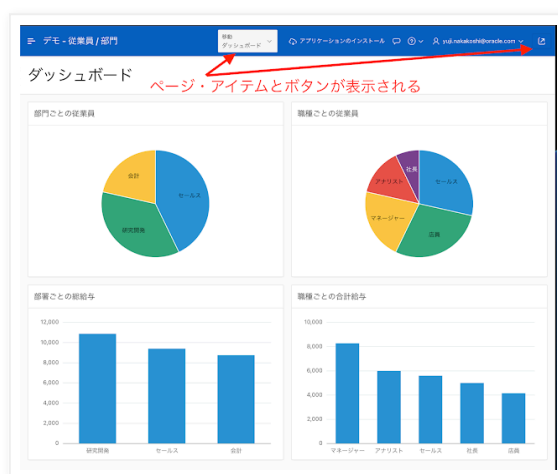 デモ - 従業員 / 部門
移動
ダッシュボード
アプリケーションのインストール
yuji.nakakoshi@oracle.com
ダッシュボード
ページ・アイテムとボタンが表示される
部門ごとの従業員
職種ごとの従業員
会計
セールス
研究開発
社長
アナリスト
セールス
マネージャー
店員
部署ごとの総給与
職種ごとの合計給与
12,000
10,000
8,000
6,000
4,000
2,000
0
研究開発
セールス
会計
10,000
8,000
6,000
4,000
2,000
0
マネージャー
アナリスト
セールス
社長
店員